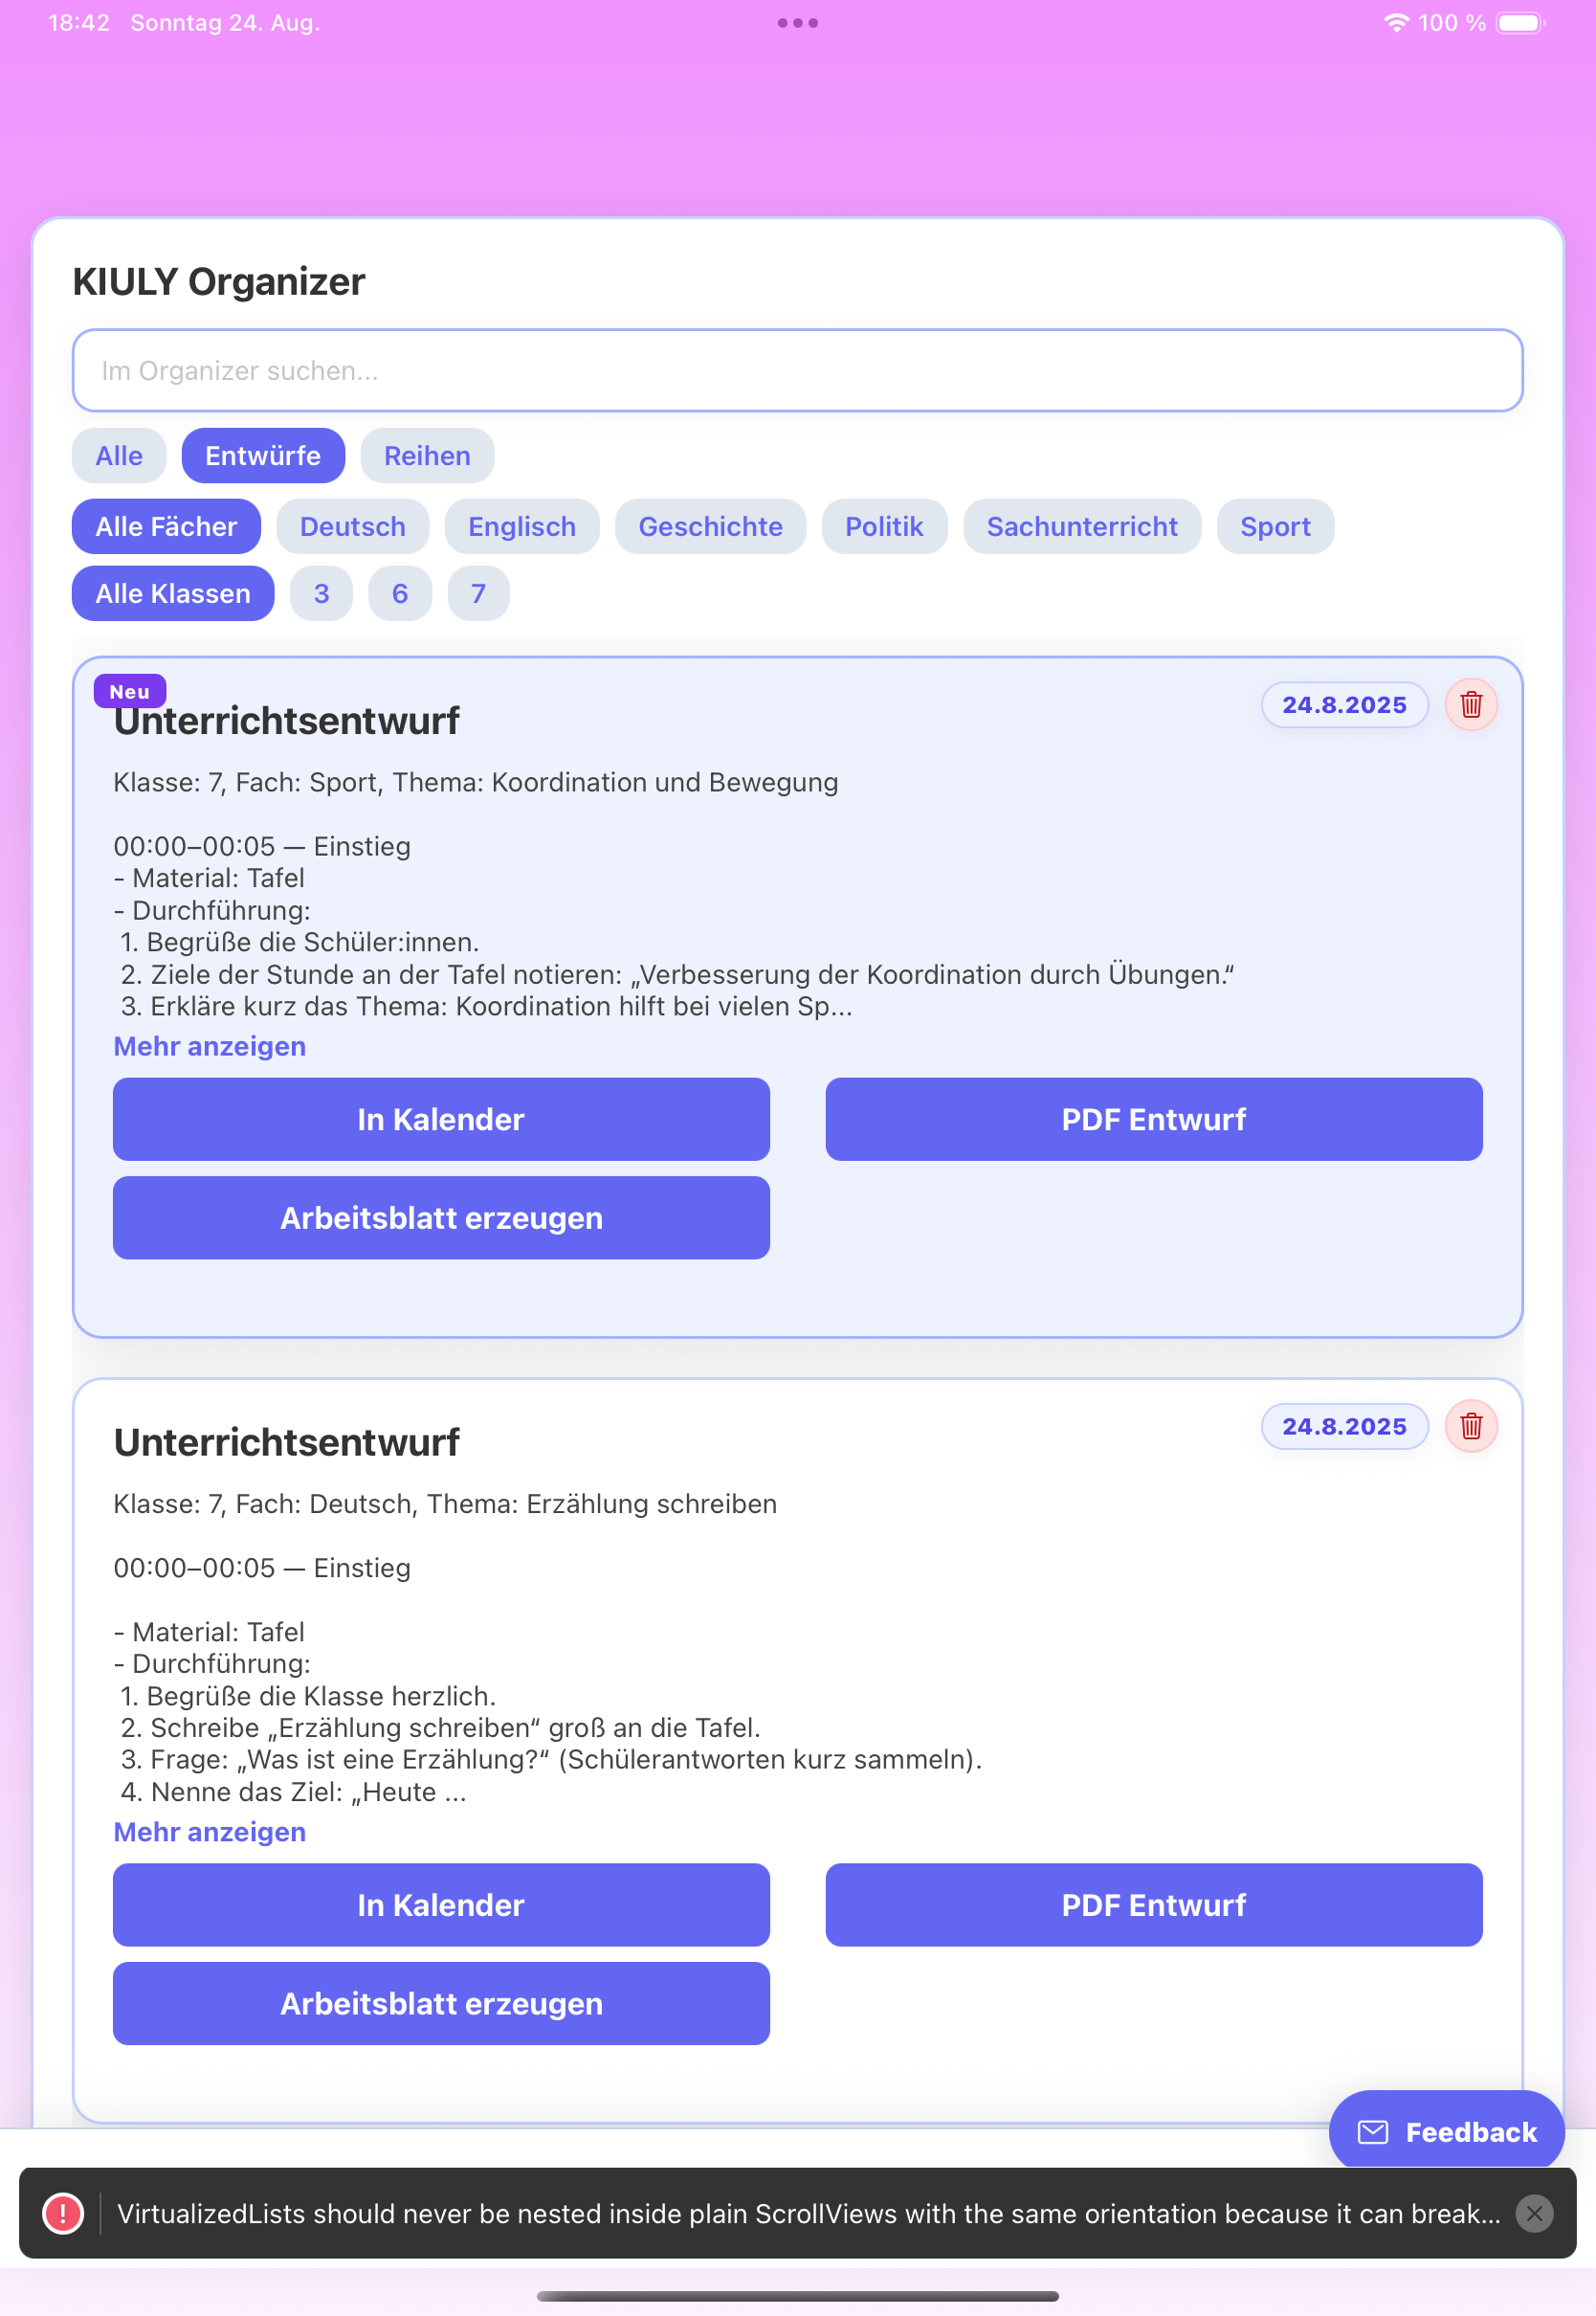 18:42 Sonntag 24. Aug.
100 %
KIULY Organizer
Im Organizer suchen...
Alle Entwürfe Reihen
Alle Fächer Deutsch Englisch Geschichte Politik Sachunterricht Sport
Alle Klassen 3 6 7
Neu
Unterrichtsentwurf
24.8.2025
Klasse: 7, Fach: Sport, Thema: Koordination und Bewegung
00:00–00:05 — Einstieg
- Material: Tafel
- Durchführung:
1. Begrüße die Schüler:innen.
2. Ziele der Stunde an der Tafel notieren: „Verbesserung der Koordination durch Übungen.“
3. Erkläre kurz das Thema: Koordination hilft bei vielen Sp...
Mehr anzeigen
In Kalender PDF Entwurf
Arbeitsblatt erzeugen
Unterrichtsentwurf
24.8.2025
Klasse: 7, Fach: Deutsch, Thema: Erzählung schreiben
00:00–00:05 — Einstieg
- Material: Tafel
- Durchführung:
1. Begrüße die Klasse herzlich.
2. Schreibe „Erzählung schreiben“ groß an die Tafel.
3. Frage: „Was ist eine Erzählung?“ (Schülerantworten kurz sammeln).
4. Nenne das Ziel: „Heute ...
Mehr anzeigen
In Kalender PDF Entwurf
Arbeitsblatt erzeugen
Feedback
! VirtualizedLists should never be nested inside plain ScrollViews with the same orientation because it can break...